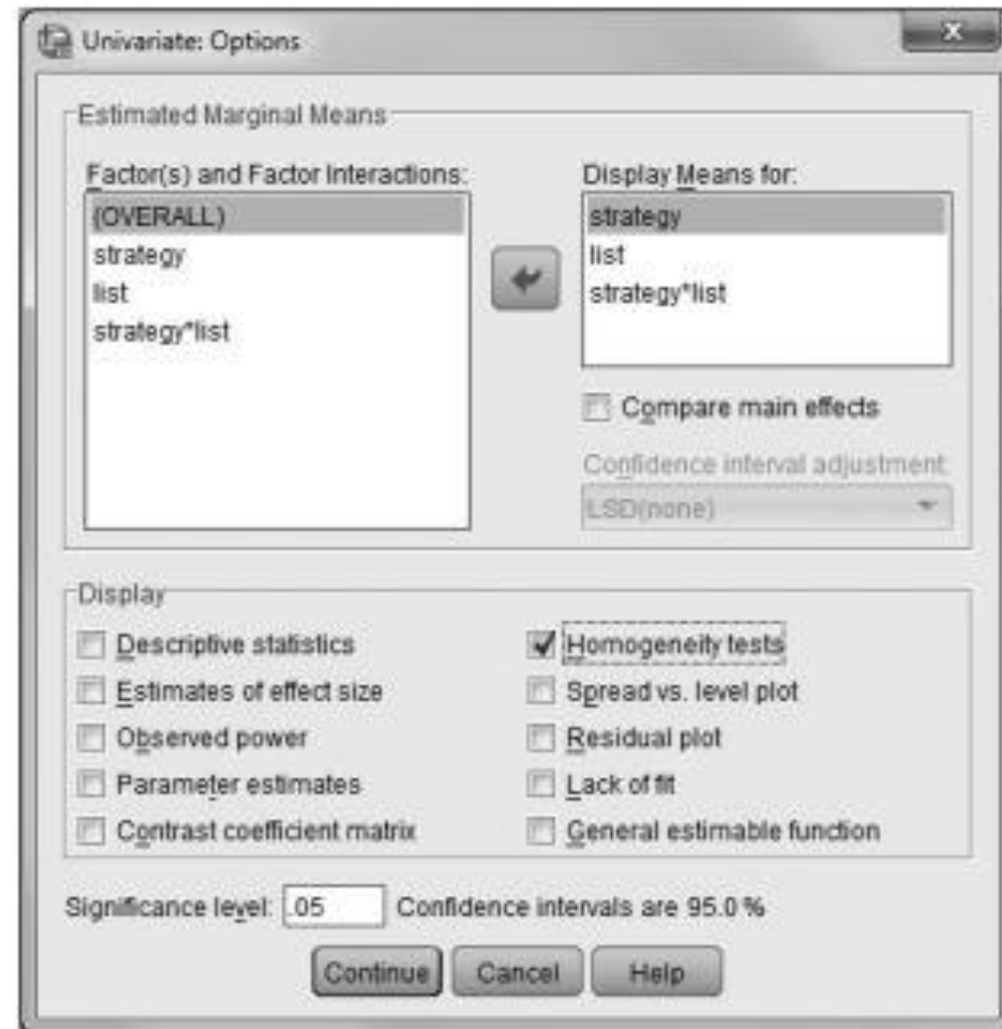 Univariate: Options
Estimated Marginal Means
Factor(s) and Factor Interactions:
(OVERALL)
strategy
list
strategy*list
Display Means for:
strategy
list
strategy*list
Compare main effects
Confidence interval adjustment:
LSD(none)
Display
Descriptive statistics
Homogeneity tests
Estimates of effect size
Spread vs. level plot
Observed power
Residual plot
Parameter estimates
Lack of fit
Contrast coefficient matrix
General estimable function
Significance level: .05 Confidence intervals are 95.0 %
Continue Cancel Help